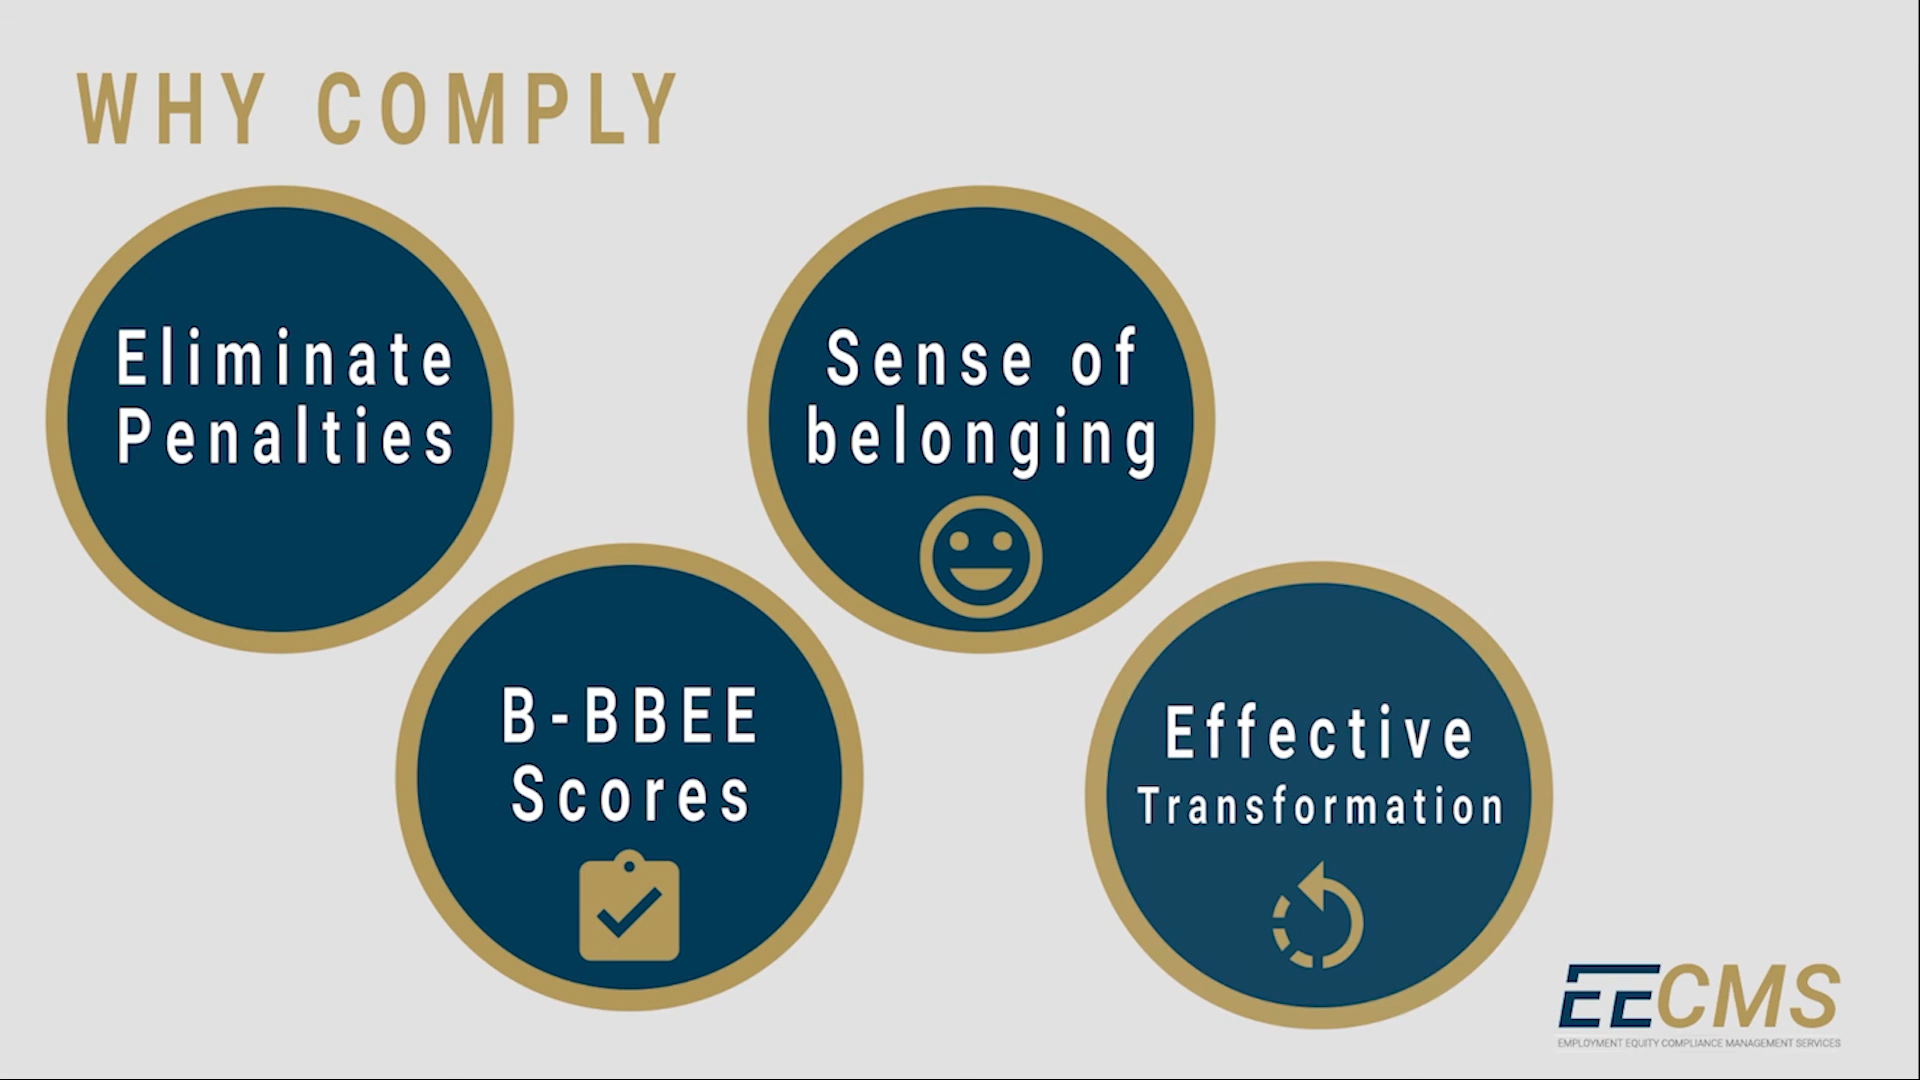 WHY COMPLY
Eliminate
Penalties
Sense of
belonging
B-BBEE
Scores
Effective
Transformation
EECMS
EMPLOYMENT EQUITY COMPLIANCE MANAGEMENT SERVICES